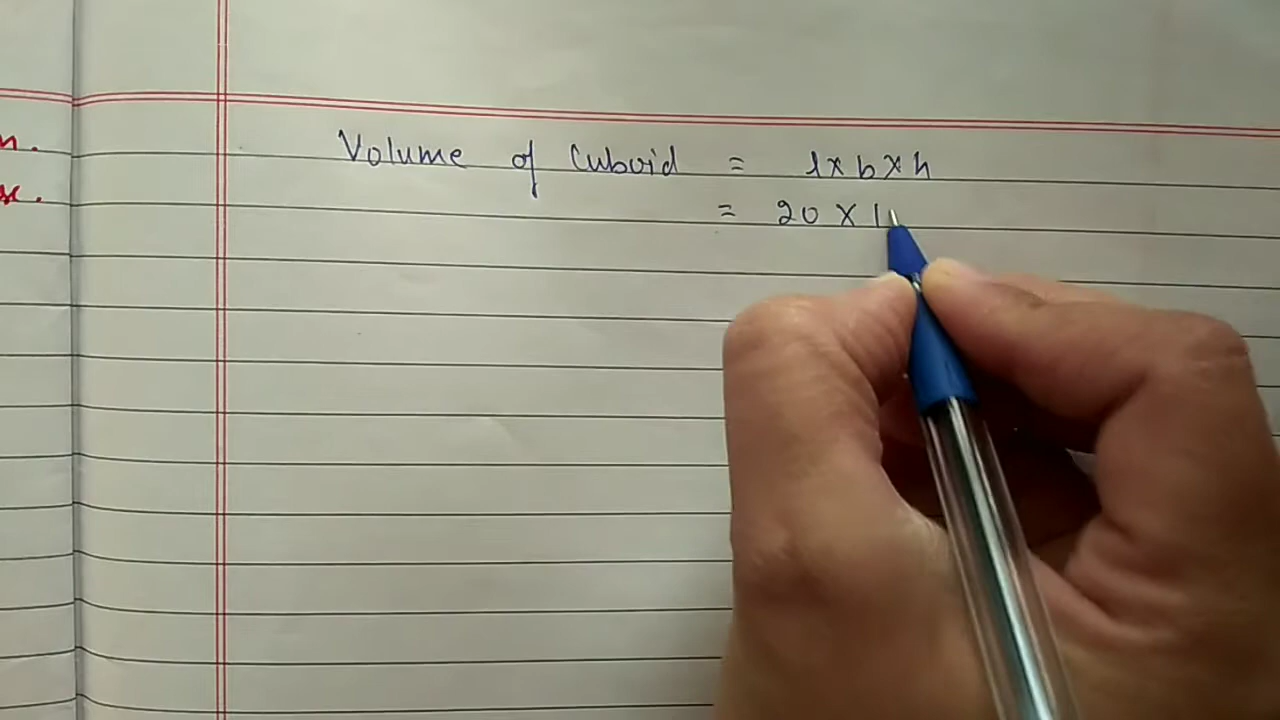 n.
Volume of Cuboid = l x b x h
= 20 x 1